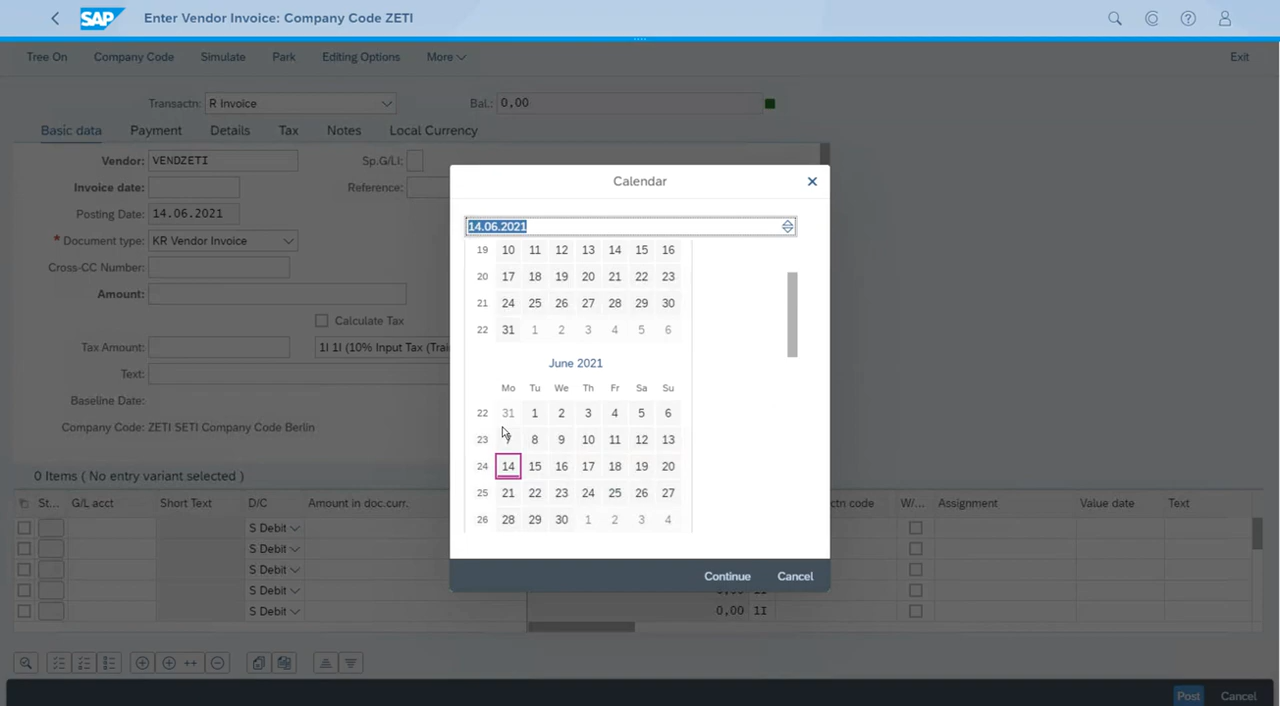 SAP Enter Vendor Invoice: Company Code ZETI
Tree On Company Code Simulate Park Editing Options More Exit
Transactn: R Invoice Bal.: 0,00
Basic data Payment Details Tax Notes Local Currency
Vendor: VENDZETI Sp.G/L:
Invoice date: Reference:
Posting Date: 14.06.2021
* Document type: KR Vendor Invoice
Cross-CC Number:
Amount:
Calculate Tax
Tax Amount: 1I 1I (10% Input Tax (Trai
Text:
Baseline Date:
Company Code: ZETI SETI Company Code Berlin
Calendar
14.06.2021
19 10 11 12 13 14 15 16
20 17 18 19 20 21 22 23
21 24 25 26 27 28 29 30
22 31 1 2 3 4 5 6
June 2021
Mo Tu We Th Fr Sa Su
22 31 1 2 3 4 5 6
23 7 8 9 10 11 12 13
24 14 15 16 17 18 19 20
25 21 22 23 24 25 26 27
26 28 29 30 1 2 3 4
Continue Cancel
0 Items ( No entry variant selected )
St... G/L acct Short Text D/C Amount in doc.curr. ctn code W/... Assignment Value date Text
S Debit
S Debit
S Debit
S Debit
S Debit 0,00 1I
Post Cancel